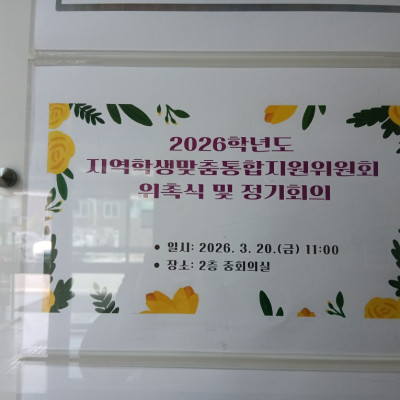 2026학년도
지역학생맞춤통합지원위원회
위촉식 및 정기회의
• 일시: 2026. 3. 20.(금) 11:00
• 장소: 2층 중회의실